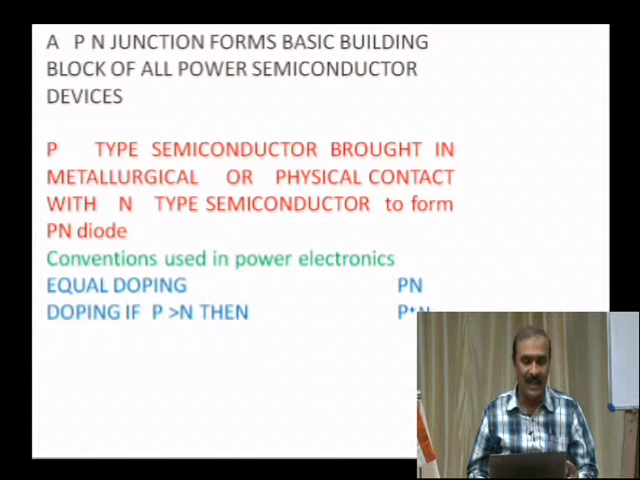 A P N JUNCTION FORMS BASIC BUILDING
BLOCK OF ALL POWER SEMICONDUCTOR
DEVICES
P TYPE SEMICONDUCTOR BROUGHT IN
METALLURGICAL OR PHYSICAL CONTACT
WITH N TYPE SEMICONDUCTOR to form
PN diode
Conventions used in power electronics
EQUAL DOPING PN
DOPING IF P >N THEN P+N